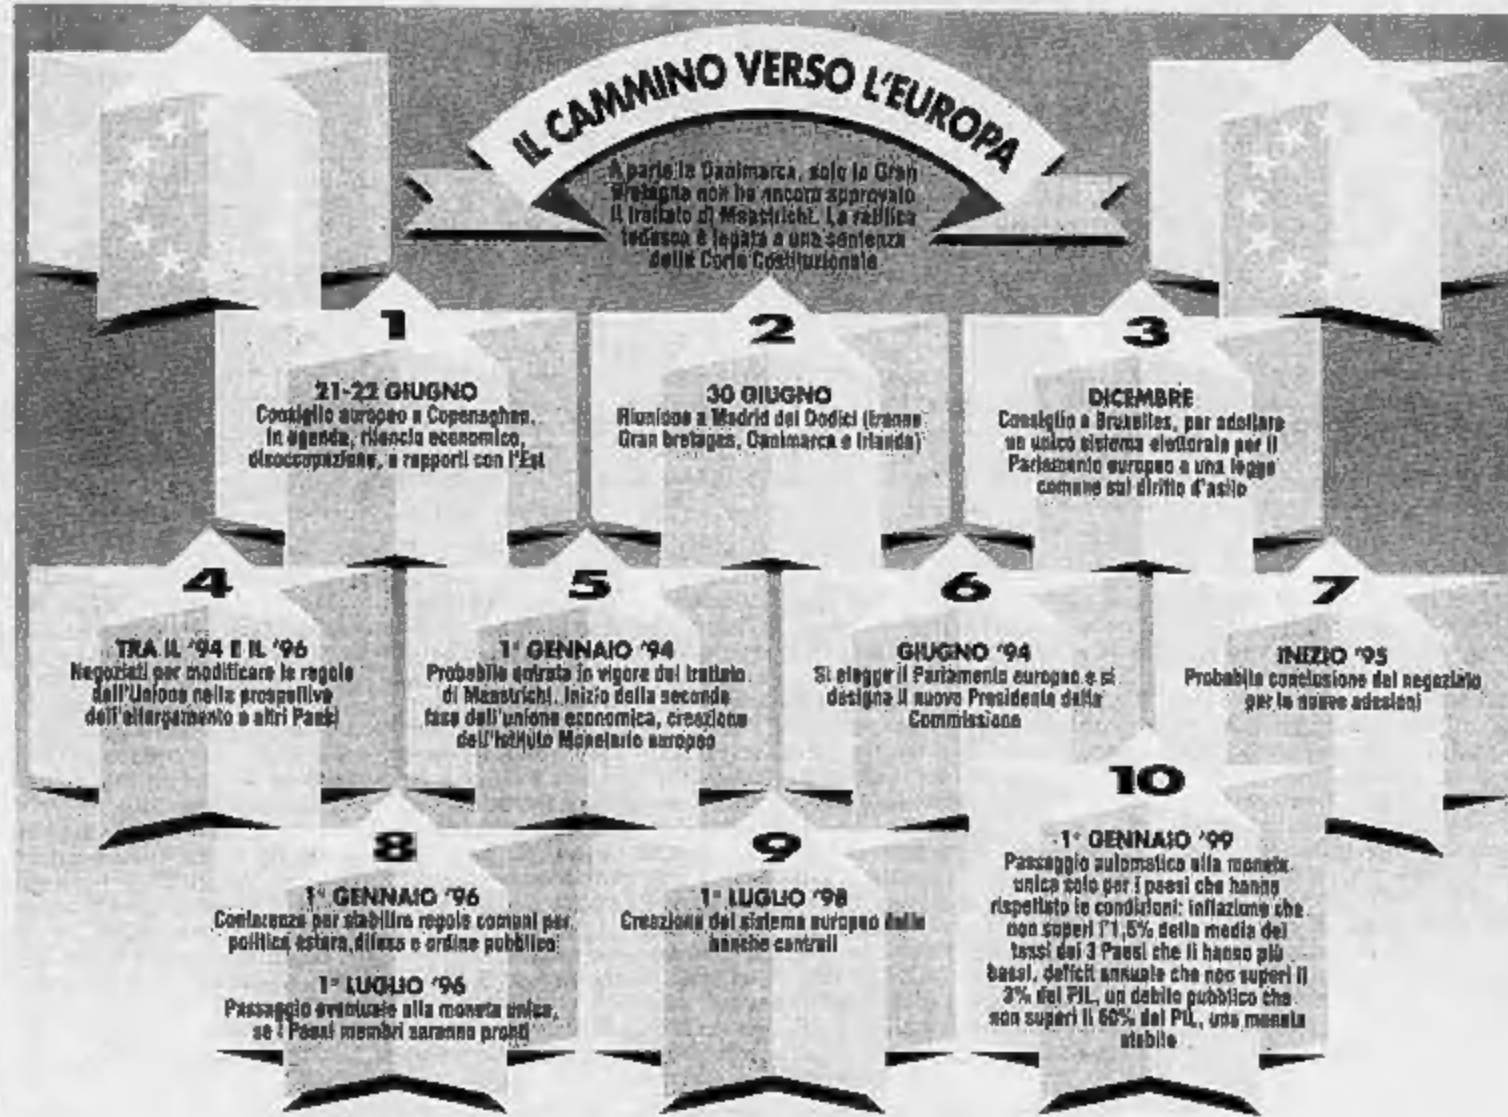 IL CAMMINO VERSO L'EUROPA
A parte la Danimarca, solo la Gran
Bretagna non ha ancora approvato
il trattato di Maastricht. La ratifica
tedesca è legata a una sentenza
della Corte Costituzionale
1
21-22 GIUGNO
Consiglio europeo a Copenaghen.
In agenda, rilancio economico,
disoccupazione, e rapporti con l'Est
2
30 GIUGNO
Riunione a Madrid dei Dodici (tranne
Gran bretagna, Danimarca e Irlanda)
3
DICEMBRE
Consiglio a Bruxelles, per adottare
un unico sistema elettorale per il
Parlamento europeo e una legge
comune sul diritto d'asilo
4
TRA IL '94 E IL '96
Negoziati per modificare le regole
dell'Unione nella prospettiva
dell'allargamento a altri Paesi
5
1° GENNAIO '94
Probabile entrata in vigore del trattato
di Maastricht. Inizio della seconda
fase dell'unione economica, creazione
dell'Istituto Monetario europeo
6
GIUGNO '94
Si elegge il Parlamento europeo e si
designa il nuovo Presidente della
Commissione
7
INIZIO '95
Probabile conclusione del negoziato
per le nuove adesioni
8
1° GENNAIO '96
Conferenza per stabilire regole comuni per
politica estera, difesa e ordine pubblico
1° LUGLIO '96
Passaggio eventuale alla moneta unica,
se i Paesi membri saranno pronti
9
1° LUGLIO '98
Creazione del sistema europeo delle
banche centrali
10
1° GENNAIO '99
Passaggio automatico alla moneta
unica solo per i paesi che hanno
rispettato le condizioni: inflazione che
non superi l'1,5% della media dei
tassi dei 3 Paesi che li hanno più
bassi, deficit annuale che non superi il
3% del PIL, un debito pubblico che
non superi il 60% del PIL, una moneta
stabile